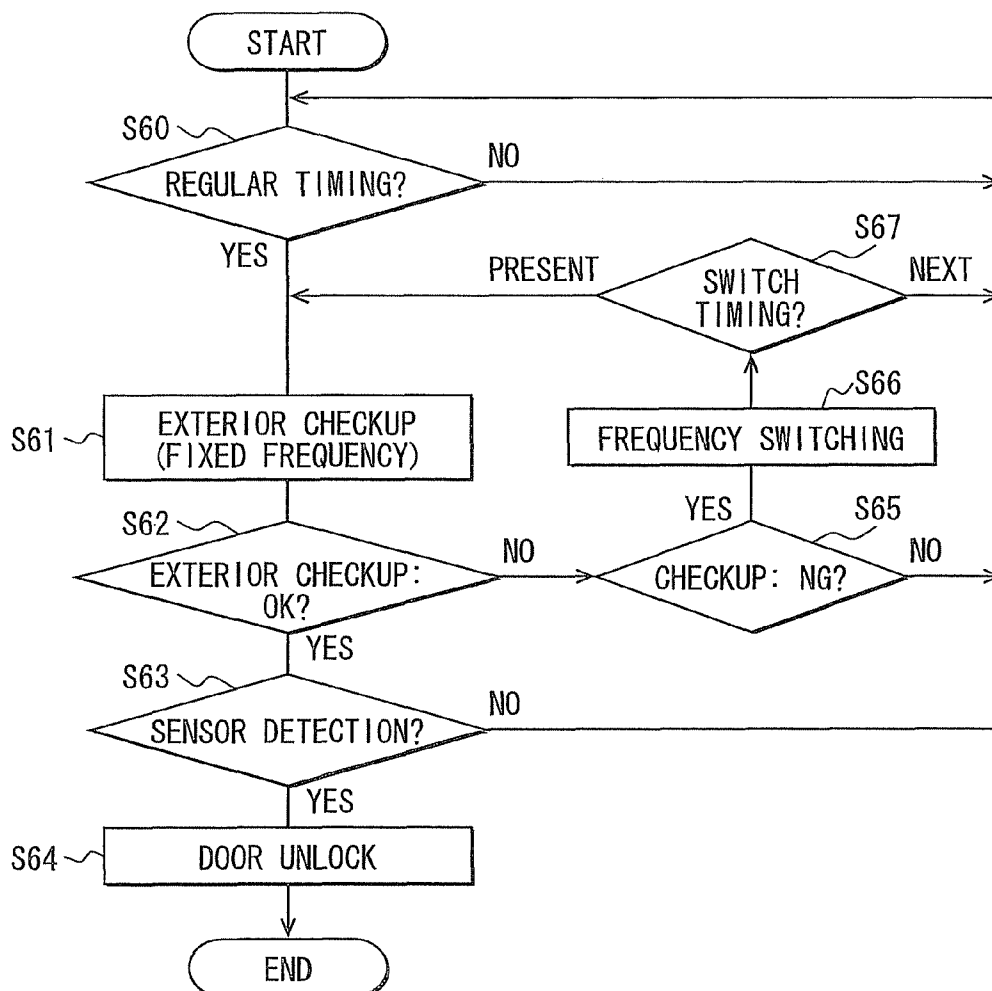 START
S60
REGULAR TIMING?
NO
YES
S67
PRESENT
SWITCH
TIMING?
NEXT
S66
FREQUENCY SWITCHING
S61
EXTERIOR CHECKUP
(FIXED FREQUENCY)
S62
EXTERIOR CHECKUP:
OK?
NO
YES
YES
S65
CHECKUP: NG?
NO
S63
SENSOR DETECTION?
NO
YES
S64
DOOR UNLOCK
END